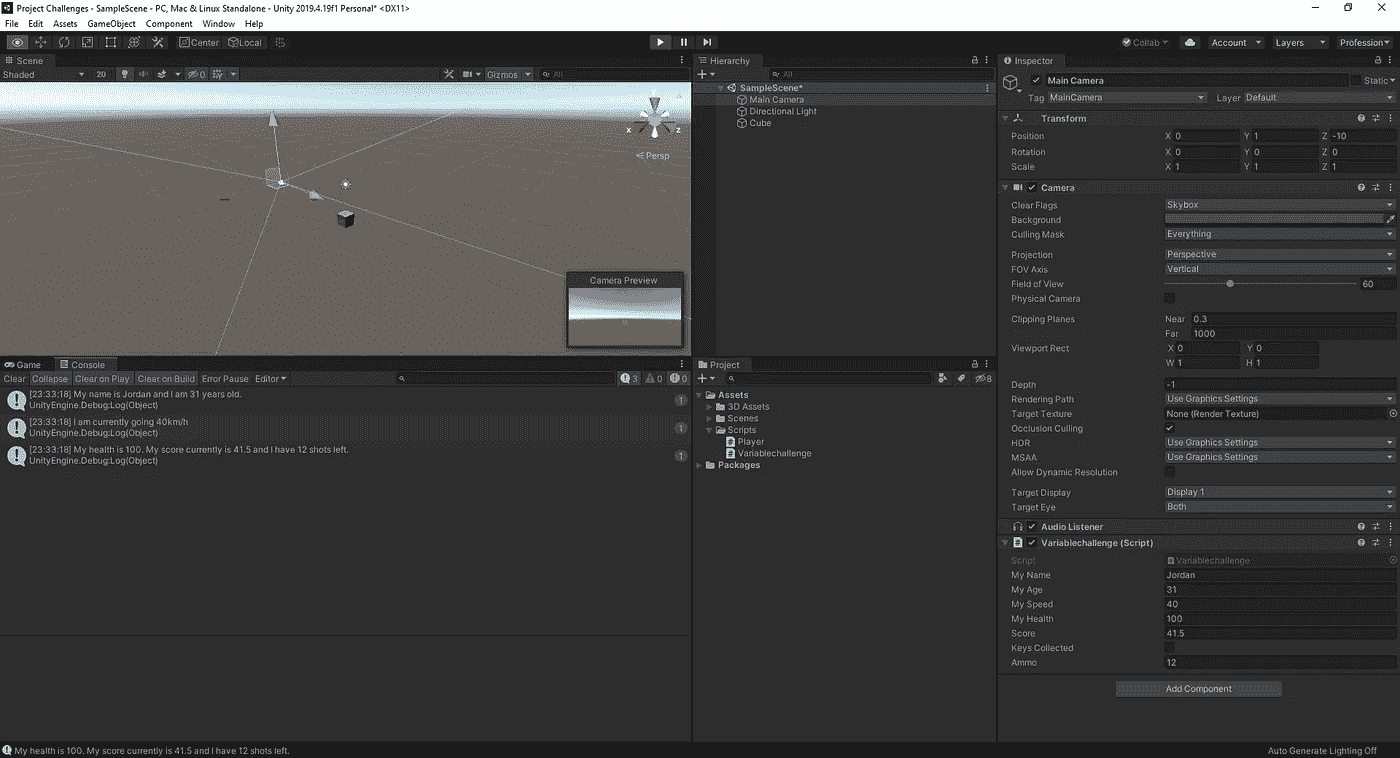 Project Challenges - SampleScene - PC, Mac & Linux Standalone - Unity 2019.4.19f1 Personal* <DX11>
File Edit Assets GameObject Component Window Help
Center Local Collab Account Layers Profession
Scene
Shaded 2D 0 Gizmos All
x z
Persp
Camera Preview
Hierarchy
All
SampleScene*
Main Camera
Directional Light
Cube
Game Console
Clear Collapse Clear on Play Clear on Build Error Pause Editor 3 0 0
[23:33:18] My name is Jordan and I am 31 years old.
UnityEngine.Debug:Log(Object)
1
[23:33:18] I am currently going 40km/h
UnityEngine.Debug:Log(Object)
1
[23:33:18] My health is 100. My score currently is 41.5 and I have 12 shots left.
UnityEngine.Debug:Log(Object)
1
Project
8
Assets
3D Assets
Scenes
Scripts
Player
Variablechallenge
Packages
Inspector
Main Camera Static
Tag MainCamera Layer Default
Transform
Position X 0 Y 1 Z -10
Rotation X 0 Y 0 Z 0
Scale X 1 Y 1 Z 1
Camera
Clear Flags Skybox
Background
Culling Mask Everything
Projection Perspective
FOV Axis Vertical
Field of View 60
Physical Camera
Clipping Planes Near 0.3
Far 1000
Viewport Rect X 0 Y 0
W 1 H 1
Depth -1
Rendering Path Use Graphics Settings
Target Texture None (Render Texture)
Occlusion Culling
HDR Use Graphics Settings
MSAA Use Graphics Settings
Allow Dynamic Resolution
Target Display Display 1
Target Eye Both
Audio Listener
# Variablechallenge (Script)
Script Variablechallenge
My Name Jordan
My Age 31
My Speed 40
My Health 100
Score 41.5
Keys Collected
Ammo 12
Add Component
My health is 100. My score currently is 41.5 and I have 12 shots left.
Auto Generate Lighting Off